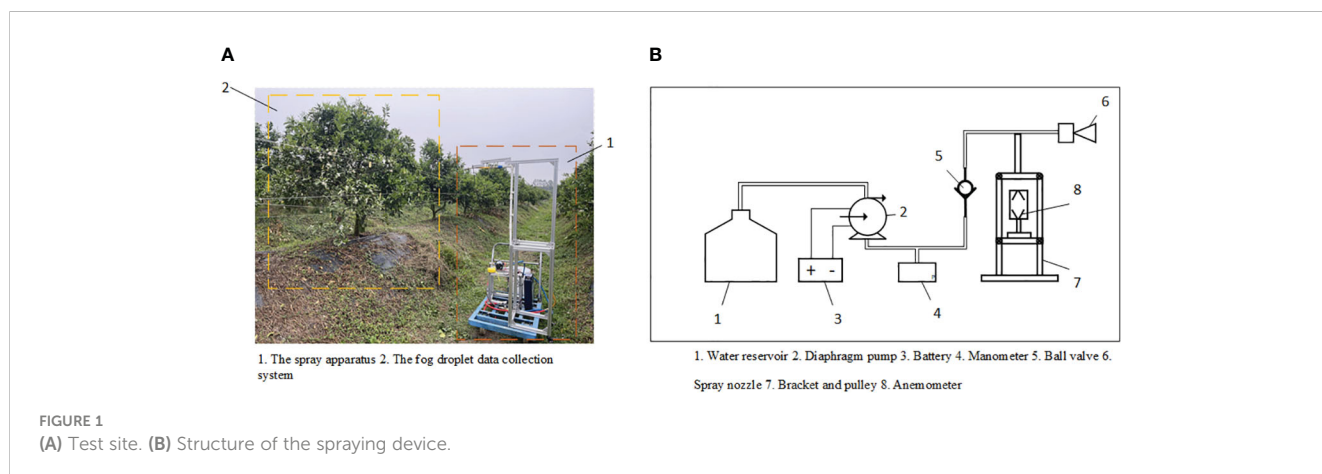 A
B
2
1
1. The spray apparatus 2. The fog droplet data collection
system
6
5
2
8
+ -
7
1
3
4
1. Water reservoir 2. Diaphragm pump 3. Battery 4. Manometer 5. Ball valve 6.
Spray nozzle 7. Bracket and pulley 8. Anemometer
FIGURE 1
(A) Test site. (B) Structure of the spraying device.